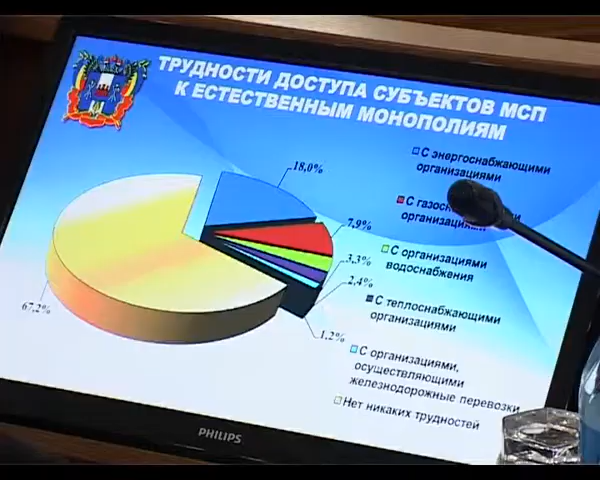 ТРУДНОСТИ ДОСТУПА СУБЪЕКТОВ МСП
К ЕСТЕСТВЕННЫМ МОНОПОЛИЯМ
18,0%
7,9%
3,3%
2,4%
1,2%
67,2%
С энергоснабжающими
организациями
С
организациями
С организациями
водоснабжения
С теплоснабжающими
организациями
С организациями,
осуществляющими
железнодорожные перевозки
Нет никаких трудностей
PHILIPS